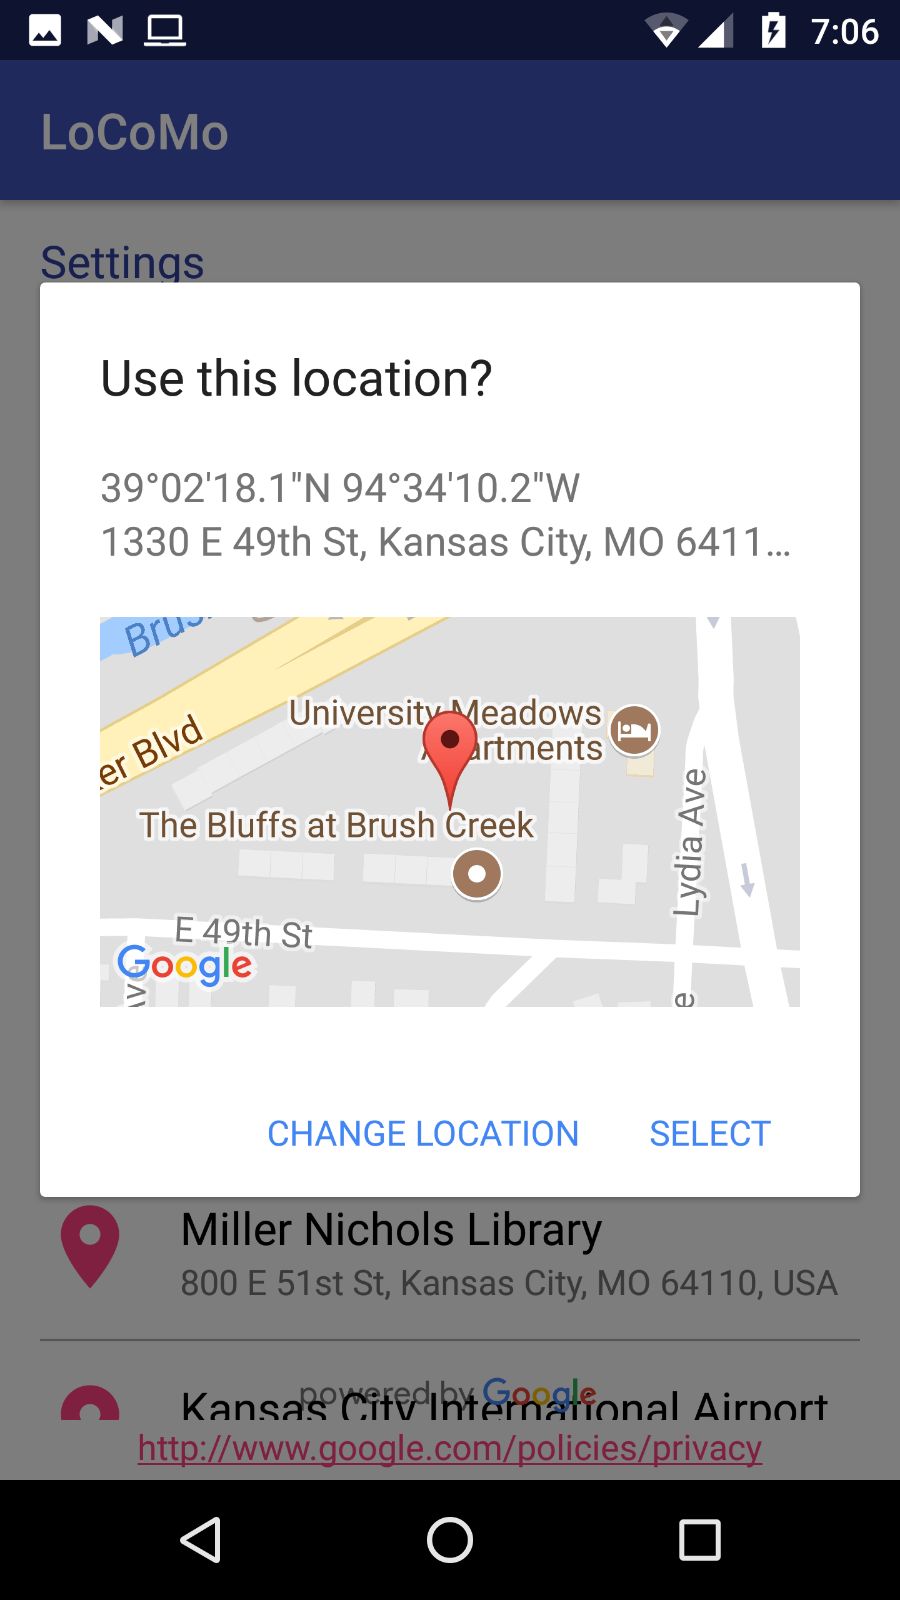 7:06
LoCoMo
Settings
Use this location?
39°02'18.1"N 94°34'10.2"W
1330 E 49th St, Kansas City, MO 6411...
er Blvd
University Meadows
Apartments
The Bluffs at Brush Creek
Lydia Ave
E 49th St
Google
CHANGE LOCATION
SELECT
Miller Nichols Library
800 E 51st St, Kansas City, MO 64110, USA
powered by Google
Kansas City International Airport
http://www.google.com/policies/privacy